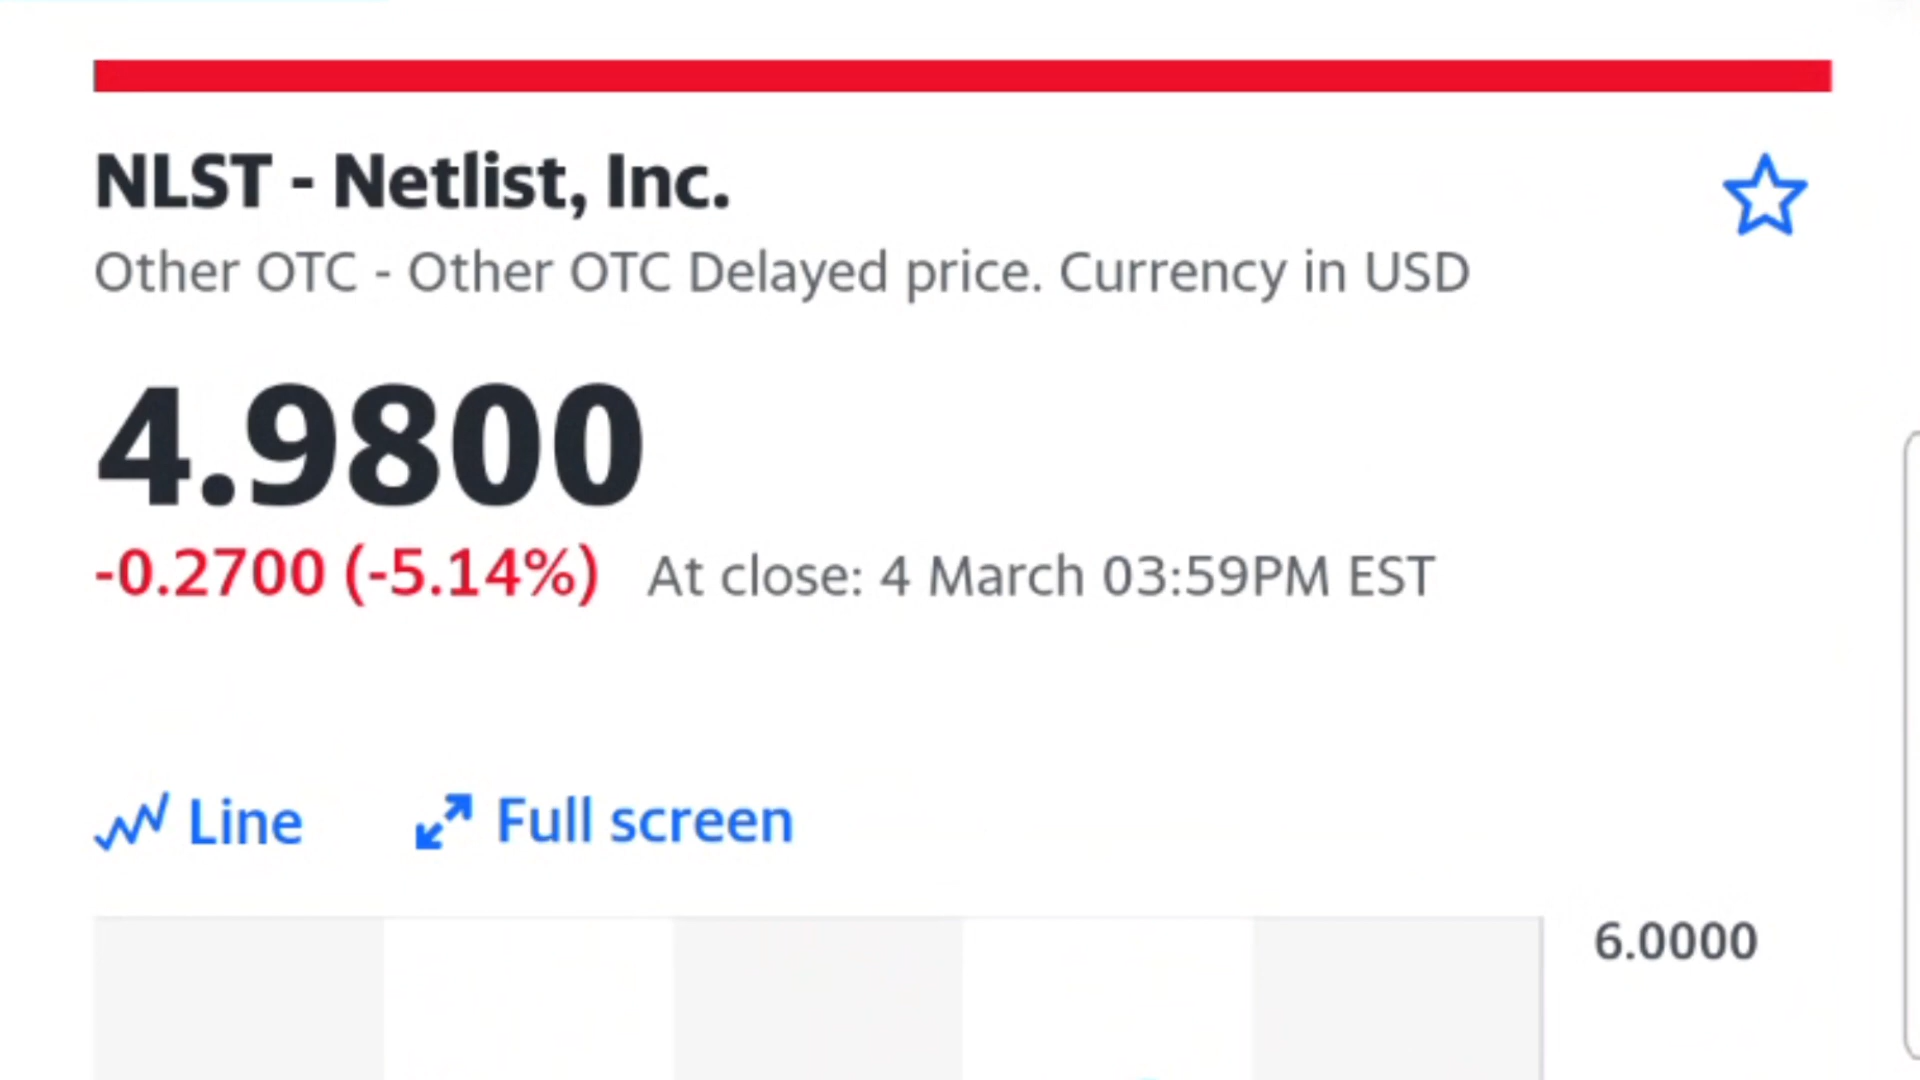 NLST - Netlist, Inc.
Other OTC - Other OTC Delayed price. Currency in USD
4.9800
-0.2700 (-5.14%) At close: 4 March 03:59PM EST
Line Full screen
6.0000